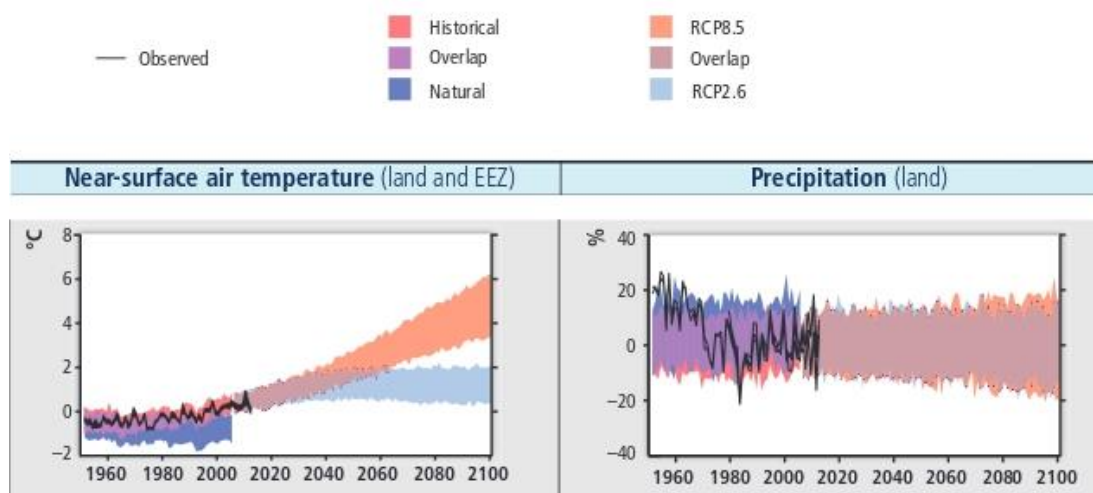 Observed
Historical
Overlap
Natural
RCP8.5
Overlap
RCP2.6
Near-surface air temperature (land and EEZ)
Precipitation (land)
°C
8
6
4
2
0
–2
1960 1980 2000 2020 2040 2060 2080 2100
%
40
20
0
–20
–40
1960 1980 2000 2020 2040 2060 2080 2100